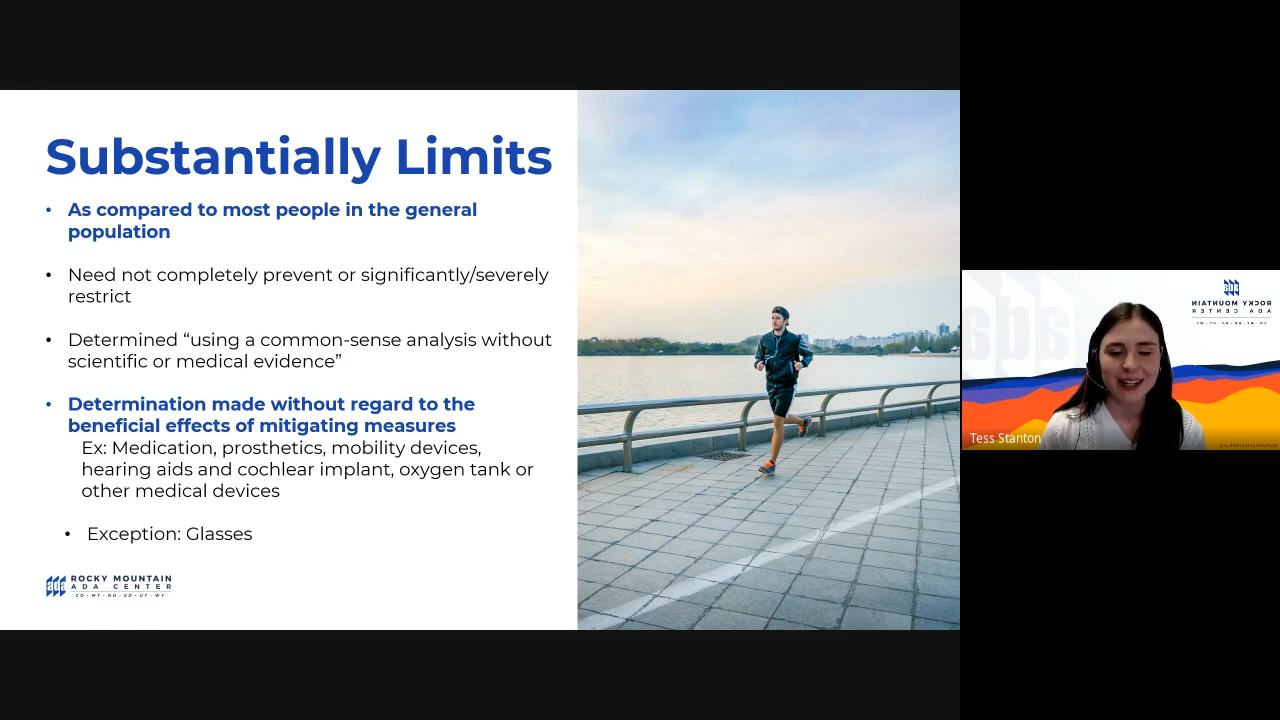 Substantially Limits
• As compared to most people in the general
population
• Need not completely prevent or significantly/severely
restrict
• Determined “using a common-sense analysis without
scientific or medical evidence”
• Determination made without regard to the
beneficial effects of mitigating measures
Ex: Medication, prosthetics, mobility devices,
hearing aids and cochlear implant, oxygen tank or
other medical devices
• Exception: Glasses
ada ROCKY MOUNTAIN
ADA CENTER
CO · MT · ND · SD · UT · WY
ROCKY MOUNTAIN
ADA CENTER
Tess Stanton